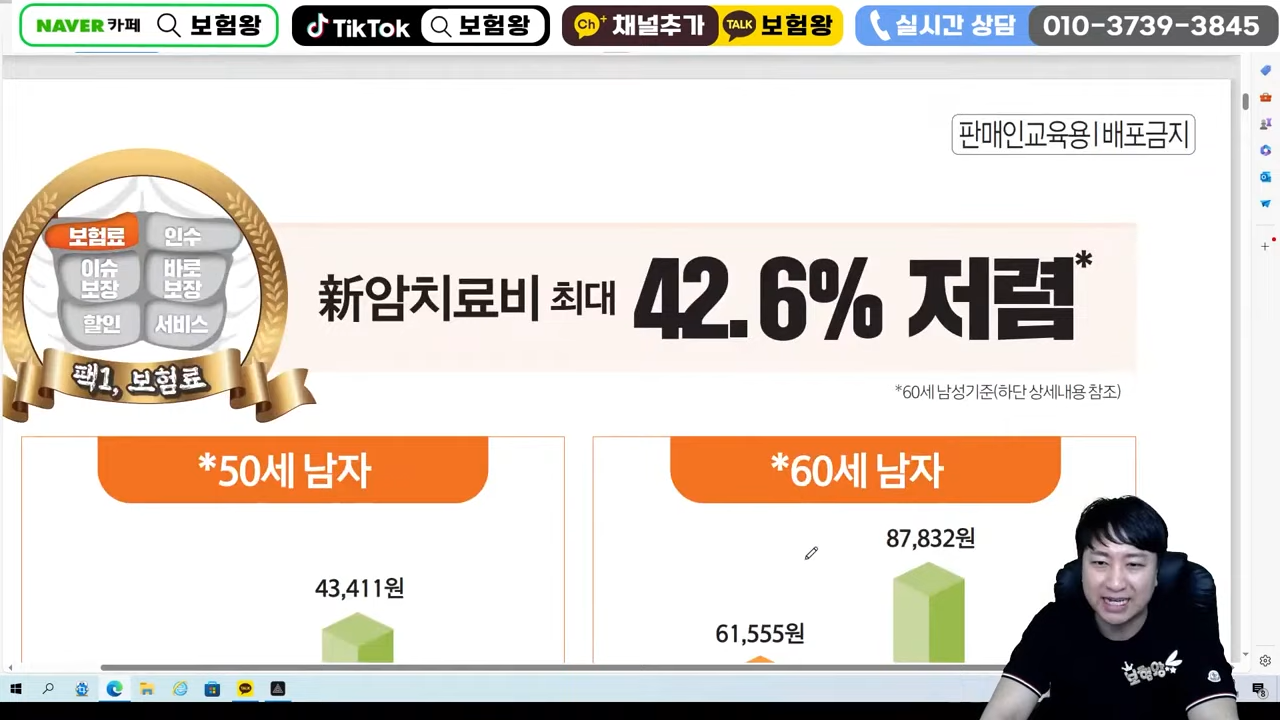 NAVER 카페 보험왕
TikTok 보험왕
Ch+ 채널추가 TALK 보험왕
실시간 상담 010-3739-3845
판매인교육용 | 배포금지
보험료 인수
이슈보장 바로보장
할인 서비스
팩1, 보험료
新암치료비 최대 42.6% 저렴*
*60세 남성기준(하단 상세내용 참조)
*50세 남자
*60세 남자
87,832원
43,411원
61,555원
보험왕
TALK
8